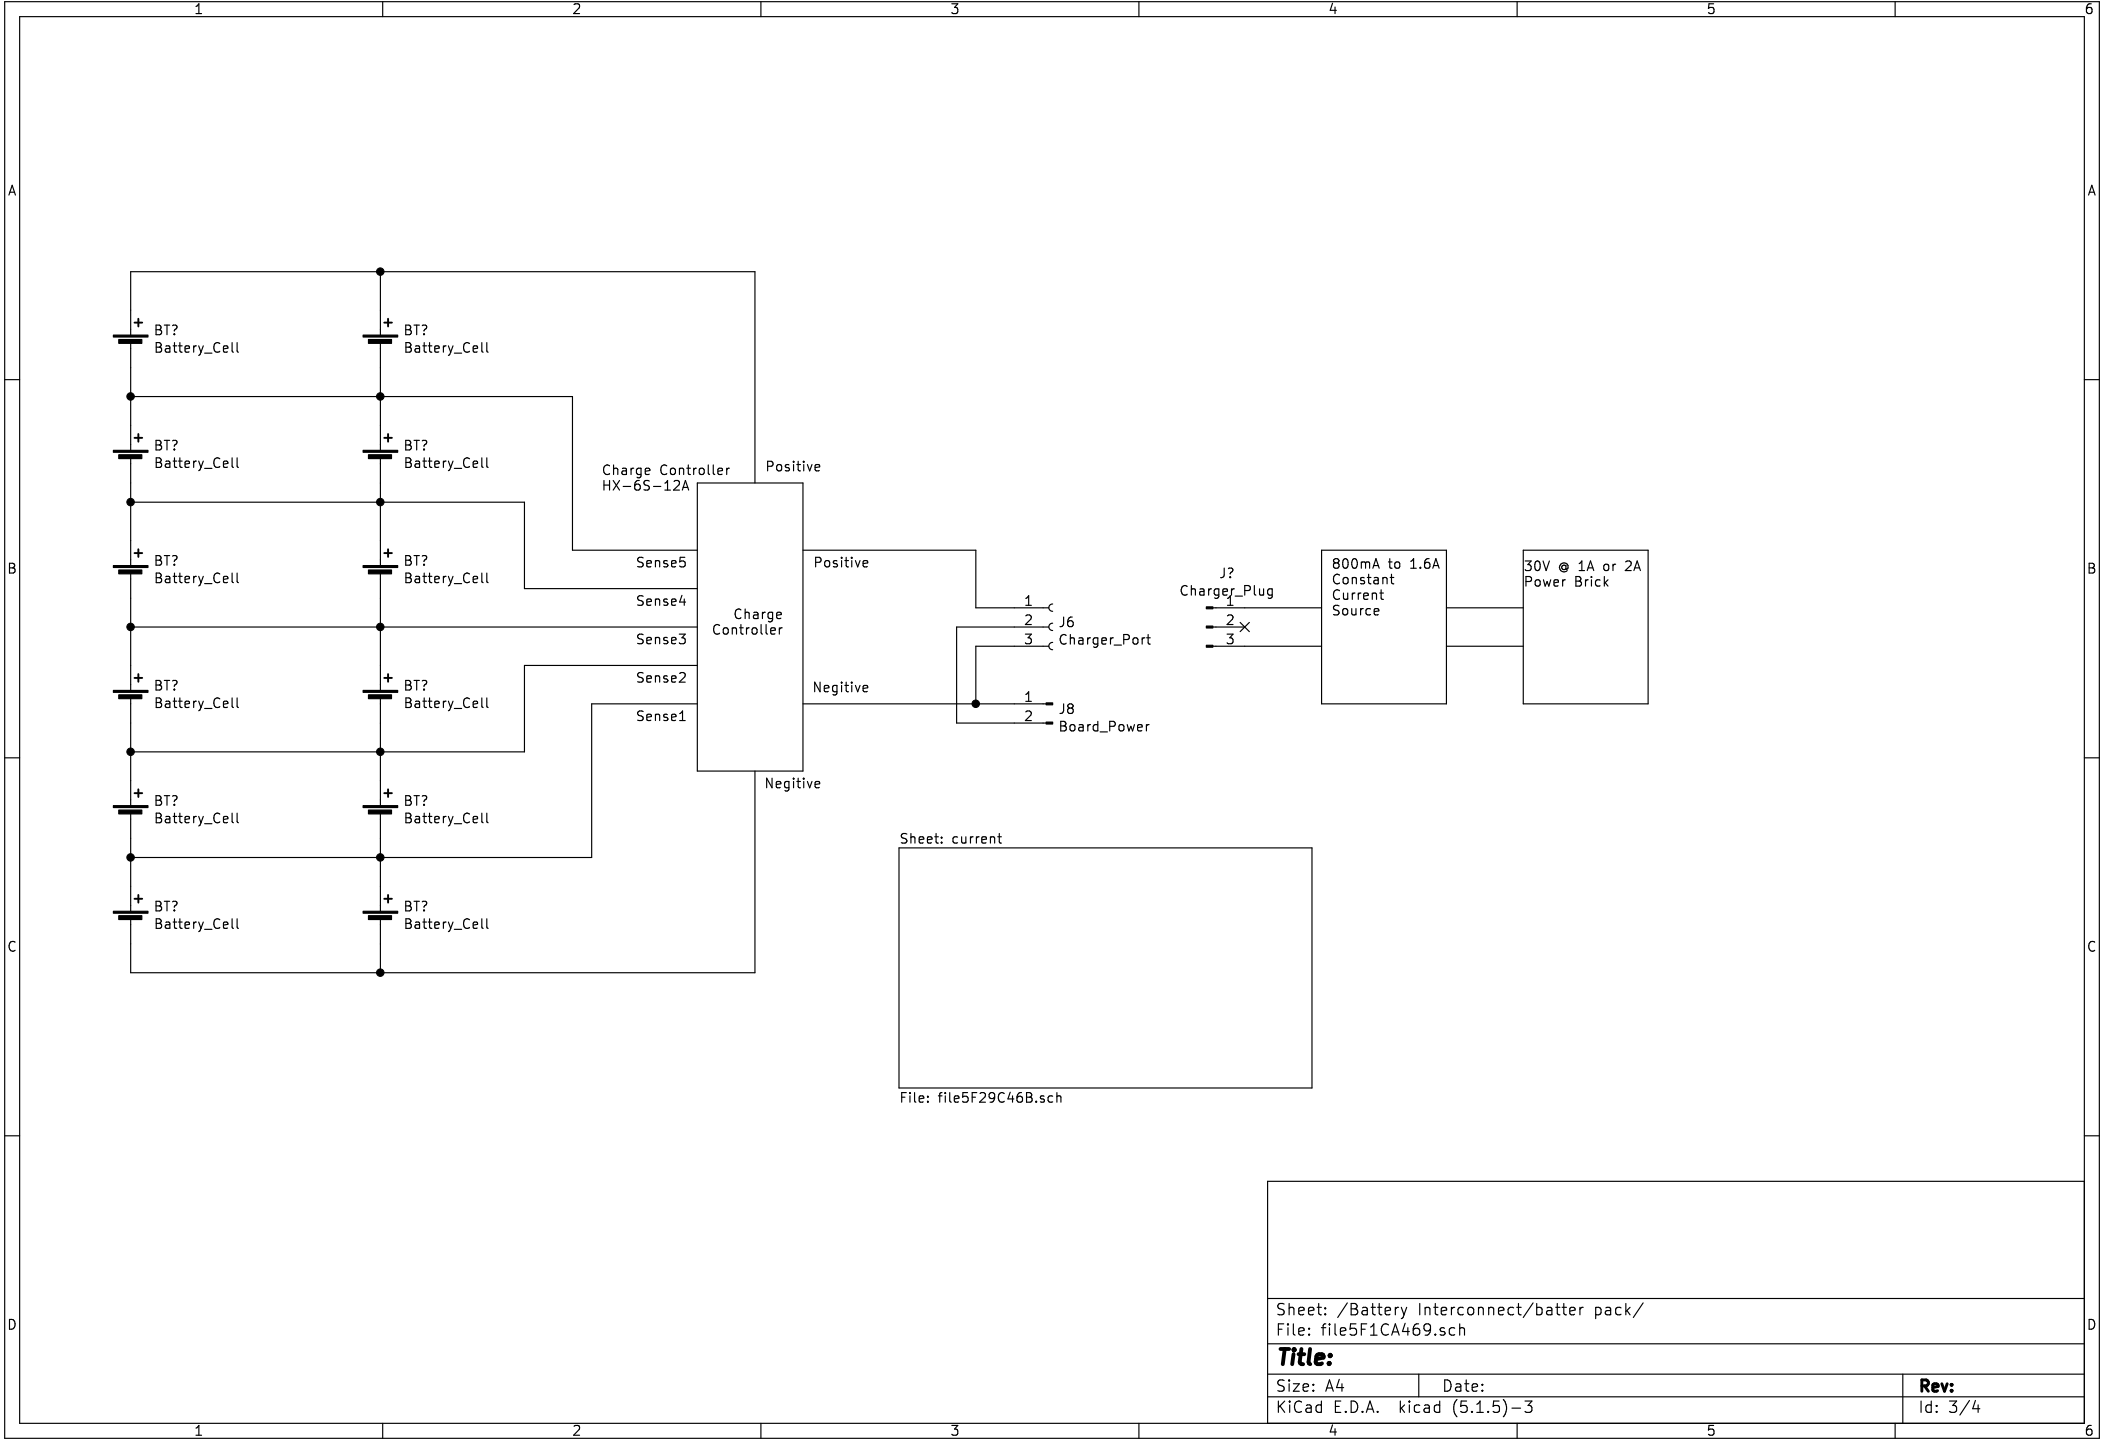 1 2 3 4 5 6
A A
BT?
Battery_Cell
BT?
Battery_Cell
BT?
Battery_Cell
BT?
Battery_Cell
Charge Controller
HX-6S-12A
Positive
B B
BT?
Battery_Cell
BT?
Battery_Cell
Sense5
Sense4
Sense3
Sense2
Sense1
Charge
Controller
Positive
Negitive
Negitive
1
2
3
J6
Charger_Port
1
2
J8
Board_Power
J?
Charger_Plug
1
2
3
800mA to 1.6A
Constant
Current
Source
30V @ 1A or 2A
Power Brick
BT?
Battery_Cell
BT?
Battery_Cell
BT?
Battery_Cell
BT?
Battery_Cell
Sheet: current
BT?
Battery_Cell
BT?
Battery_Cell
C C
File: file5F29C46B.sch
D D
Sheet: /Battery Interconnect/batter pack/
File: file5F1CA469.sch
Title:
Size: A4 Date: Rev:
KiCad E.D.A. kicad (5.1.5)-3 Id: 3/4
1 2 3 4 5 6